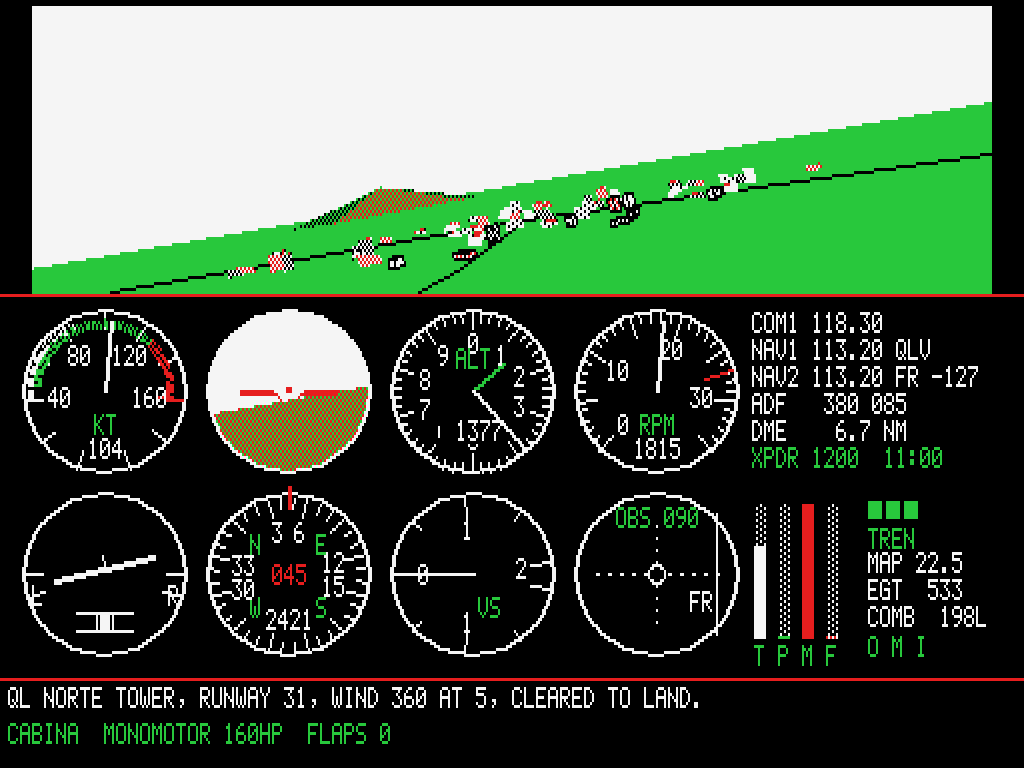 80 120
40 160
KT
104
0
9 ALT 1
8 2
7 3
1377
10 20
30
0 RPM
1815
COM1 118.30
NAV1 113.20 QLV
NAV2 113.20 FR -127
ADF 380 085
DME 6.7 NM
XPDR 1200 11:00
L R
3 6
N E
33 12
30 045 15
W S
2421
1
0 2
VS
1
OBS 090
FR
T P M F
TREN
MAP 22.5
EGT 533
COMB 198L
O M I
QL NORTE TOWER, RUNWAY 31, WIND 360 AT 5, CLEARED TO LAND.
CABINA MONOMOTOR 160HP FLAPS 0